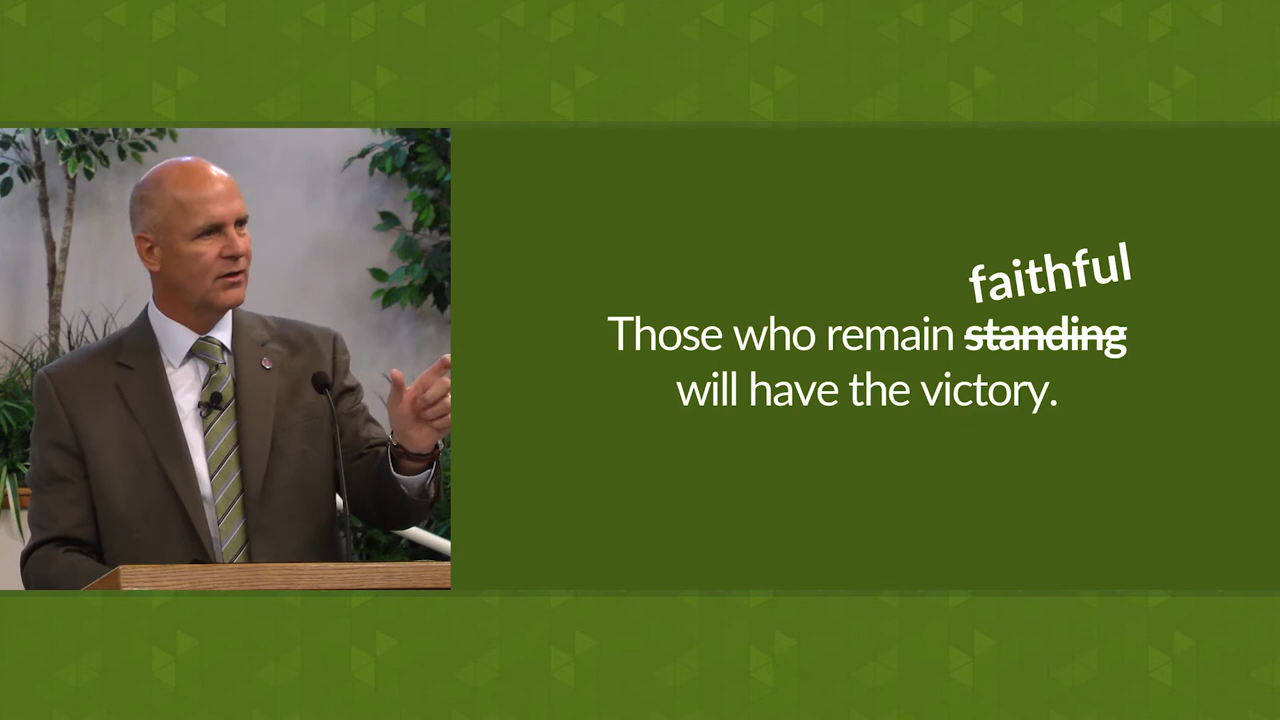 faithful
Those who remain standing
will have the victory.